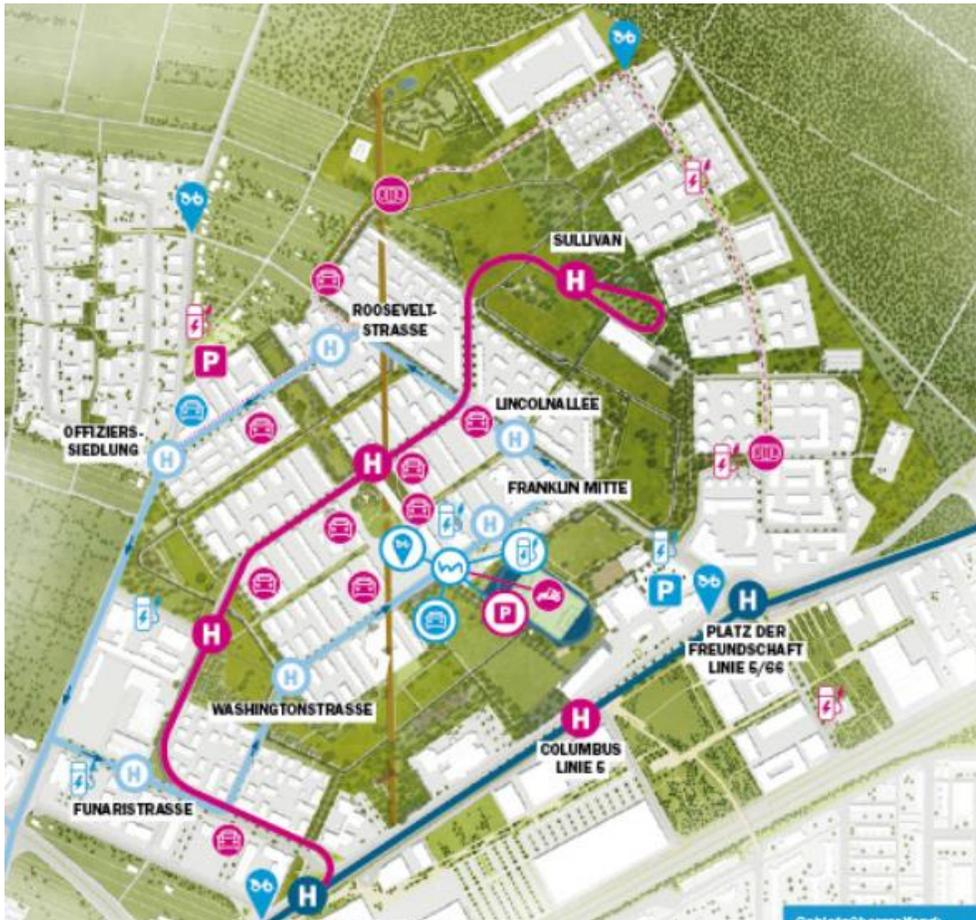 SULLIVAN
ROOSEVELT-
STRASSE
P
H
H
LINCOLNALLEE
H
OFFIZIERS-
SIEDLUNG
H
H
FRANKLIN MITTE
H
P
P
H
PLATZ DER
FREUNDSCHAFT
LINIE 5/66
H
H
WASHINGTONSTRASSE
H
COLUMBUS
LINIE 5
H
FUNARISTRASSE
H